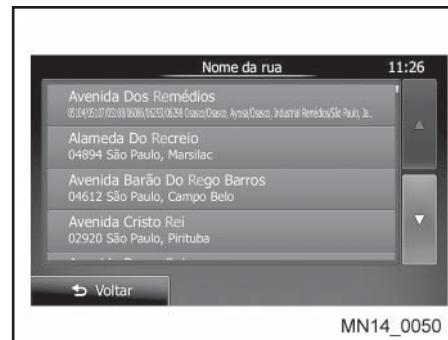 Nome da rua 11:26
Avenida Dos Remédios
Alameda Do Recreio
04894 São Paulo, Marsilac
Avenida Barão Do Rego Barros
04612 São Paulo, Campo Belo
Avenida Cristo Rei
02920 São Paulo, Pirituba
Voltar
MN14_0050